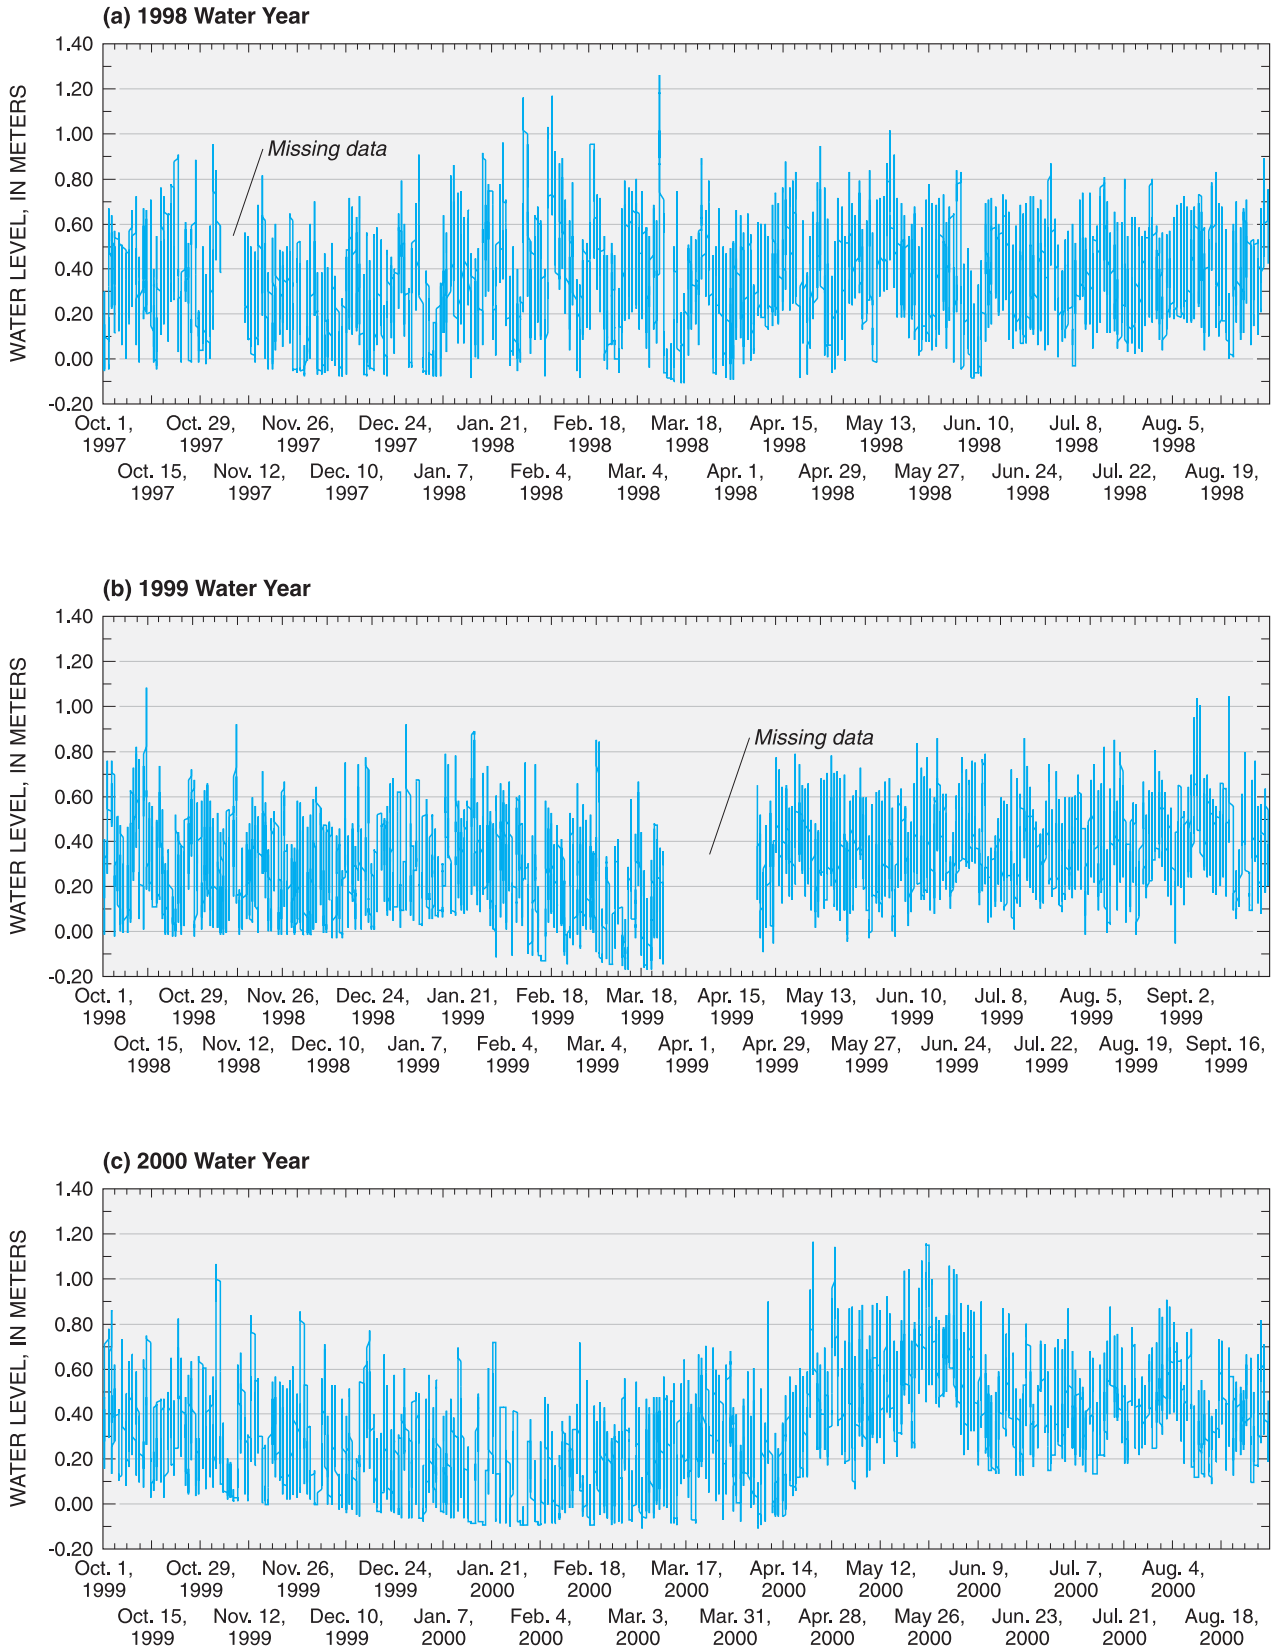 (a) 1998 Water Year
WATER LEVEL, IN METERS
1.40
1.20
1.00
0.80
0.60
0.40
0.20
0.00
-0.20
Missing data
Oct. 1, Oct. 29, Nov. 26, Dec. 24, Jan. 21, Feb. 18, Mar. 18, Apr. 15, May 13, Jun. 10, Jul. 8, Aug. 5,
1997 1997 1997 1997 1998 1998 1998 1998 1998 1998 1998 1998
Oct. 15, Nov. 12, Dec. 10, Jan. 7, Feb. 4, Mar. 4, Apr. 1, Apr. 29, May 27, Jun. 24, Jul. 22, Aug. 19,
1997 1997 1997 1998 1998 1998 1998 1998 1998 1998 1998 1998
(b) 1999 Water Year
WATER LEVEL, IN METERS
1.40
1.20
1.00
0.80
0.60
0.40
0.20
0.00
-0.20
Missing data
Oct. 1, Oct. 29, Nov. 26, Dec. 24, Jan. 21, Feb. 18, Mar. 18, Apr. 15, May 13, Jun. 10, Jul. 8, Aug. 5, Sept. 2,
1998 1998 1998 1998 1999 1999 1999 1999 1999 1999 1999 1999 1999
Oct. 15, Nov. 12, Dec. 10, Jan. 7, Feb. 4, Mar. 4, Apr. 1, Apr. 29, May 27, Jun. 24, Jul. 22, Aug. 19, Sept. 16,
1998 1998 1998 1999 1999 1999 1999 1999 1999 1999 1999 1999 1999
(c) 2000 Water Year
WATER LEVEL, IN METERS
1.40
1.20
1.00
0.80
0.60
0.40
0.20
0.00
-0.20
Oct. 1, Oct. 29, Nov. 26, Dec. 24, Jan. 21, Feb. 18, Mar. 17, Apr. 14, May 12, Jun. 9, Jul. 7, Aug. 4,
1999 1999 1999 1999 2000 2000 2000 2000 2000 2000 2000 2000
Oct. 15, Nov. 12, Dec. 10, Jan. 7, Feb. 4, Mar. 3, Mar. 31, Apr. 28, May 26, Jun. 23, Jul. 21, Aug. 18,
1999 1999 1999 2000 2000 2000 2000 2000 2000 2000 2000 2000